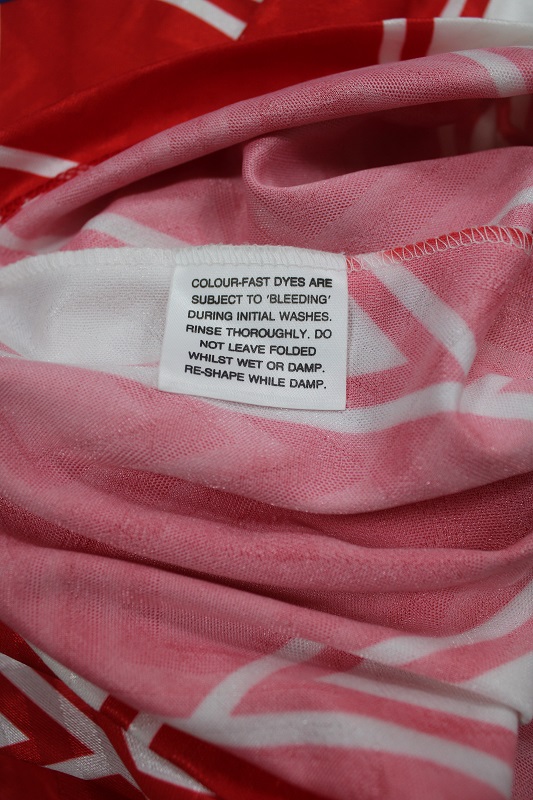 COLOUR-FAST DYES ARE
SUBJECT TO 'BLEEDING'
DURING INITIAL WASHES.
RINSE THOROUGHLY. DO
NOT LEAVE FOLDED
WHILST WET OR DAMP.
RE-SHAPE WHILE DAMP.